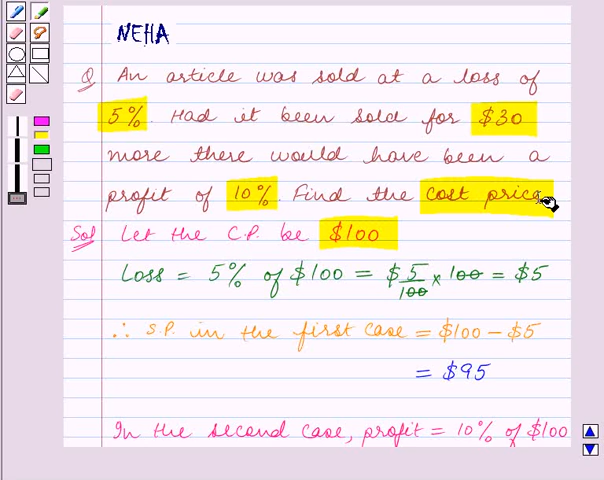 NEHA
Q An article was sold at a loss of
5%. Had it been sold for $30
more there would have been a
profit of 10%. Find the cost price
Sol Let the C.P. be $100
Loss = 5% of $100 = $5/100 × 100 = $5
∴ S.P. in the first case = $100 - $5
= $95
In the second case, profit = 10% of $100